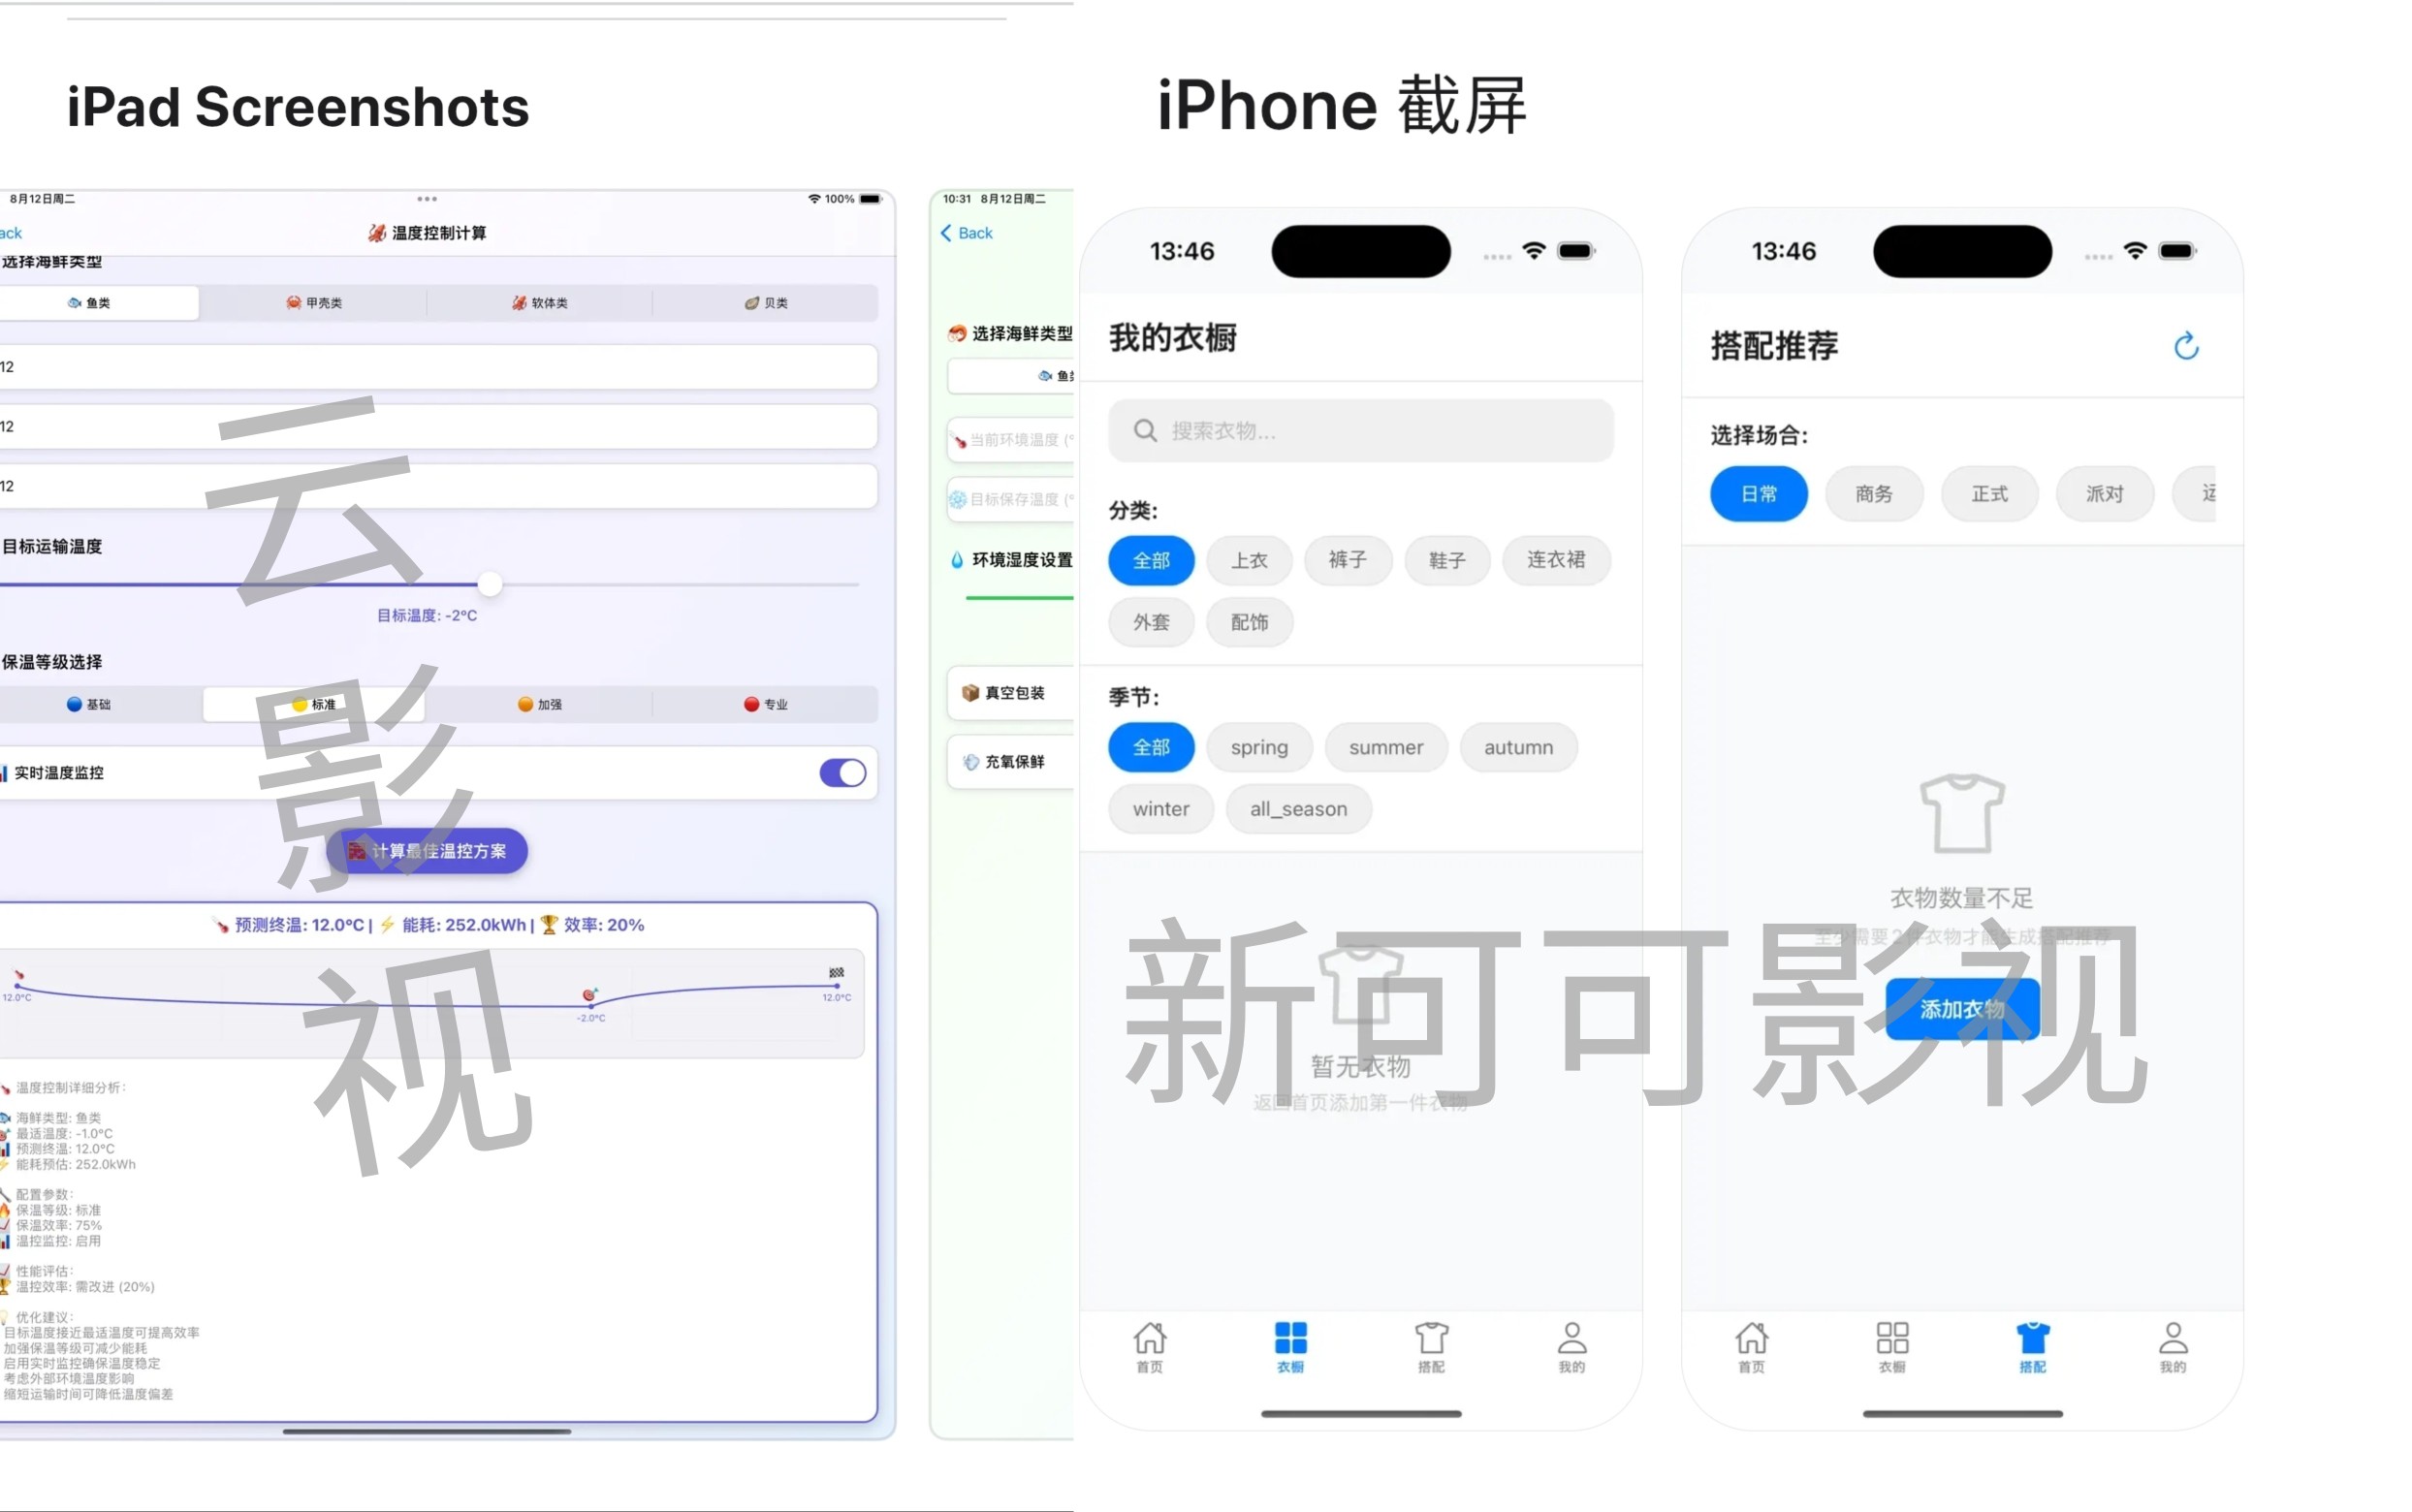 iPad Screenshots
8月12日周二
100%
ack
温度控制计算
选择海鲜类型
鱼类
甲壳类
软体类
贝类
12
12
12
目标运输温度
目标温度: -2°C
保温等级选择
基础
标准
加强
专业
实时温度监控
计算最佳温控方案
预测终温: 12.0°C | 能耗: 252.0kWh | 效率: 20%
12.0°C
-2.0°C
12.0°C
温度控制详细分析:
海鲜类型: 鱼类
最适温度: -1.0°C
预测终温: 12.0°C
能耗预估: 252.0kWh
配置参数:
保温等级: 标准
保温效率: 75%
温控监控: 启用
性能评估:
温控效率: 需改进 (20%)
优化建议:
目标温度接近最适温度可提高效率
加强保温等级可减少能耗
启用实时监控确保温度稳定
考虑外部环境温度影响
缩短运输时间可降低温度偏差
云影视
10:31 8月12日周二
Back
选择海鲜类型
鱼
当前环境温度 (°
目标保存温度 (°
环境湿度设置
真空包装
充氧保鲜
iPhone 截屏
13:46
我的衣橱
搜索衣物...
分类:
全部
上衣
裤子
鞋子
连衣裙
外套
配饰
季节:
全部
spring
summer
autumn
winter
all_season
暂无衣物
返回首页添加第一件衣物
首页
衣橱
搭配
我的
13:46
搭配推荐
选择场合:
日常
商务
正式
派对
衣物数量不足
至少需要2件衣物才能生成搭配推荐
添加衣物
首页
衣橱
搭配
我的
新可可影视